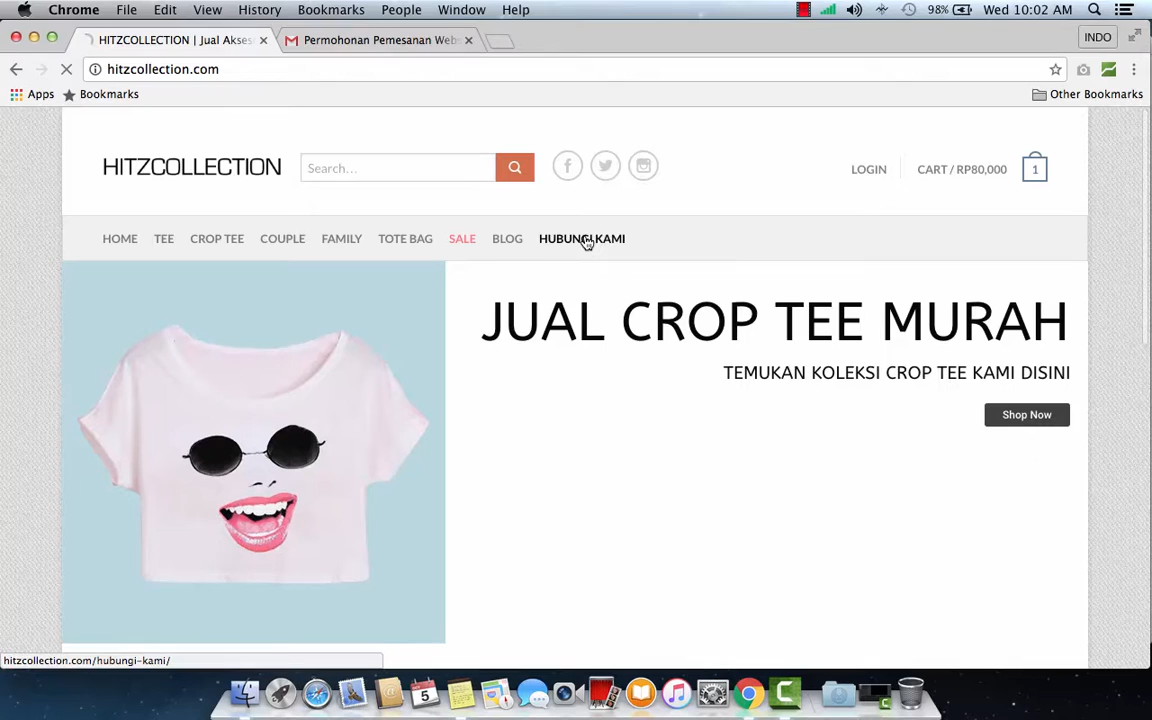 Chrome File Edit View History Bookmarks People Window Help 98% Wed 10:02 AM
HITZCOLLECTION | Jual Akses Permohonan Pemesanan Web INDO
hitzcollection.com
Apps Bookmarks Other Bookmarks
HITZCOLLECTION Search... LOGIN CART / RP80,000 1
HOME TEE CROP TEE COUPLE FAMILY TOTE BAG SALE BLOG HUBUNGI KAMI
JUAL CROP TEE MURAH
TEMUKAN KOLEKSI CROP TEE KAMI DISINI
Shop Now
hitzcollection.com/hubungi-kami/
5